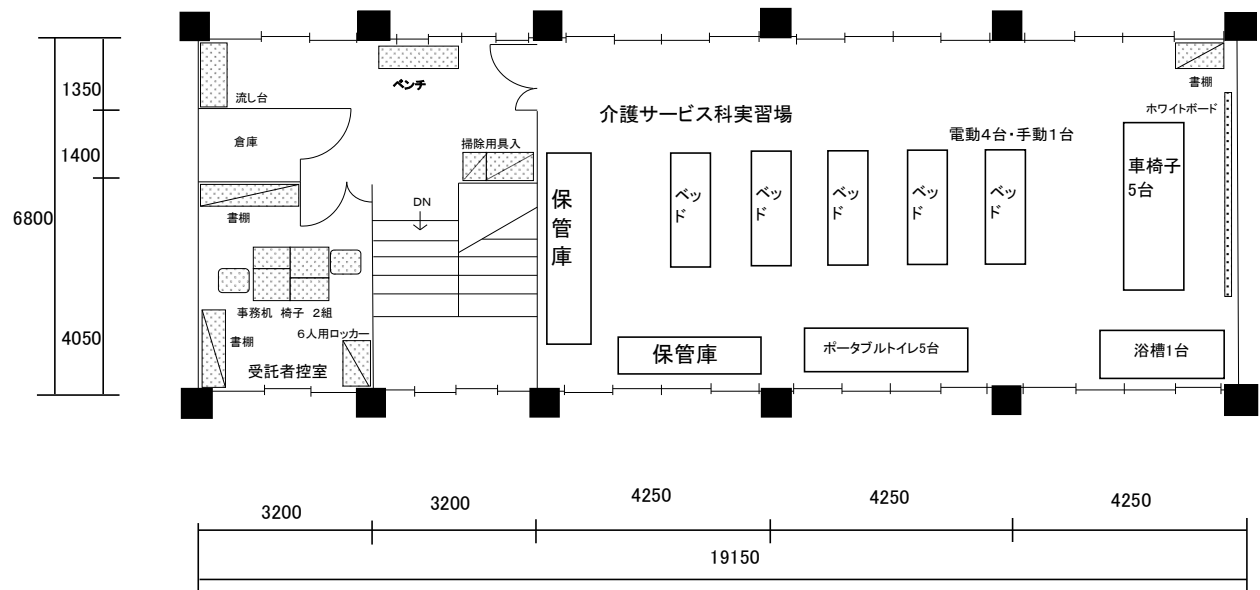 1350
1400
6800
4050
流し台
倉庫
書棚
事務机 椅子 2組
書棚
6人用ロッカー
受託者控室
ベンチ
掃除用具入
DN
介護サービス科実習場
電動4台・手動1台
書棚
ホワイトボード
保管庫
ベッド
ベッド
ベッド
ベッド
ベッド
車椅子
5台
保管庫
ポータブルトイレ5台
浴槽1台
3200
3200
4250
4250
4250
19150